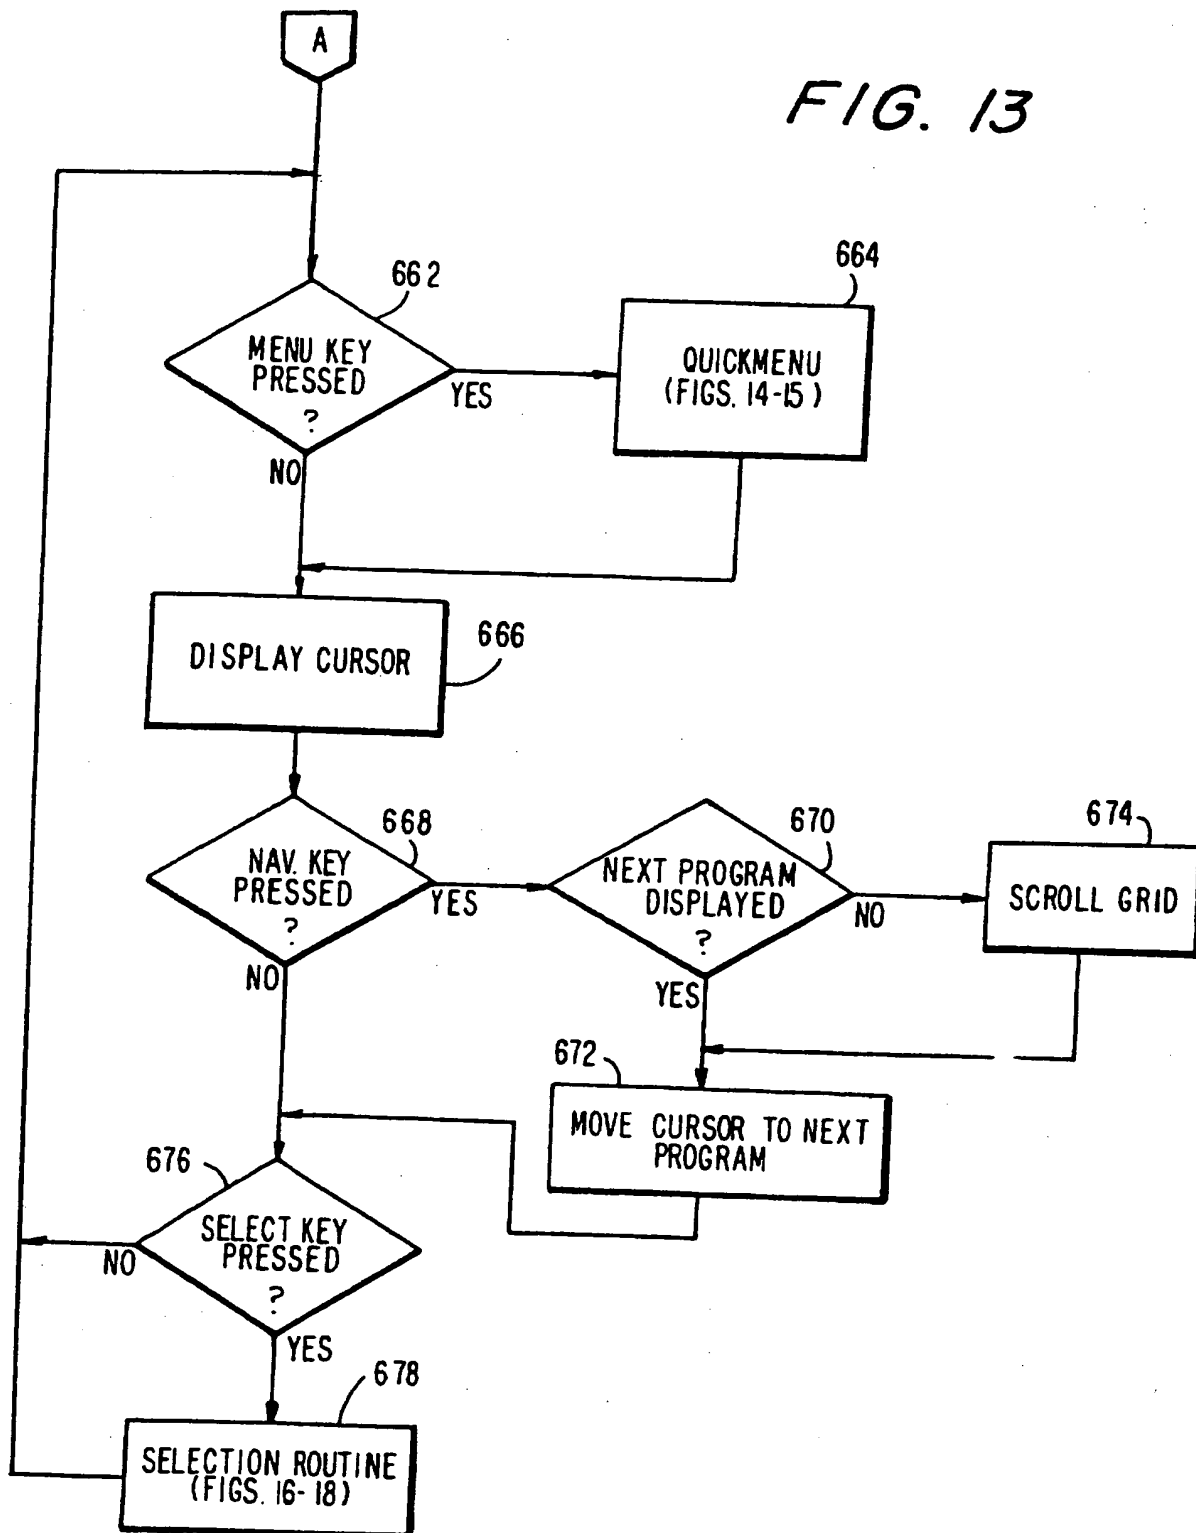 A
FIG. 13
662
MENU KEY
PRESSED
?
YES
NO
664
QUICKMENU
(FIGS. 14-15)
DISPLAY CURSOR
666
668
NAV. KEY
PRESSED
?
YES
NO
670
NEXT PROGRAM
DISPLAYED
?
NO
YES
674
SCROLL GRID
672
MOVE CURSOR TO NEXT
PROGRAM
676
SELECT KEY
PRESSED
?
NO
YES
678
SELECTION ROUTINE
(FIGS. 16-18)